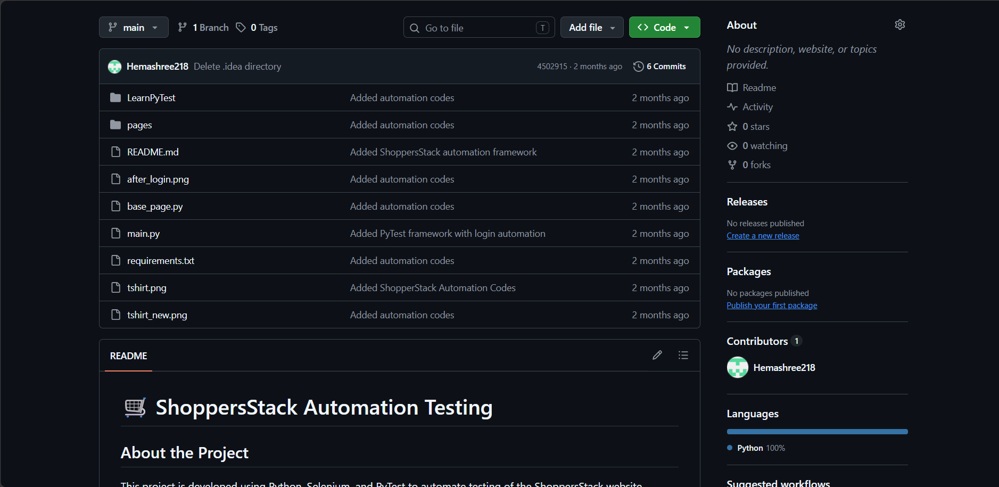 main
1 Branch
0 Tags
Go to file
T
Add file
Code
Hemashree218 Delete .idea directory 4502915 · 2 months ago 6 Commits
LearnPyTest Added automation codes 2 months ago
pages Added automation codes 2 months ago
README.md Added ShoppersStack automation framework 2 months ago
after_login.png Added automation codes 2 months ago
base_page.py Added automation codes 2 months ago
main.py Added PyTest framework with login automation 2 months ago
requirements.txt Added automation codes 2 months ago
tshirt.png Added ShopperStack Automation Codes 2 months ago
tshirt_new.png Added automation codes 2 months ago
README
ShoppersStack Automation Testing
About the Project
This project is developed using Python, Selenium, and PyTest to automate testing of the ShoppersStack website
About
No description, website, or topics
provided.
Readme
Activity
0 stars
0 watching
0 forks
Releases
No releases published
Create a new release
Packages
No packages published
Publish your first package
Contributors 1
Hemashree218
Languages
Python 100%
Suggested workflows